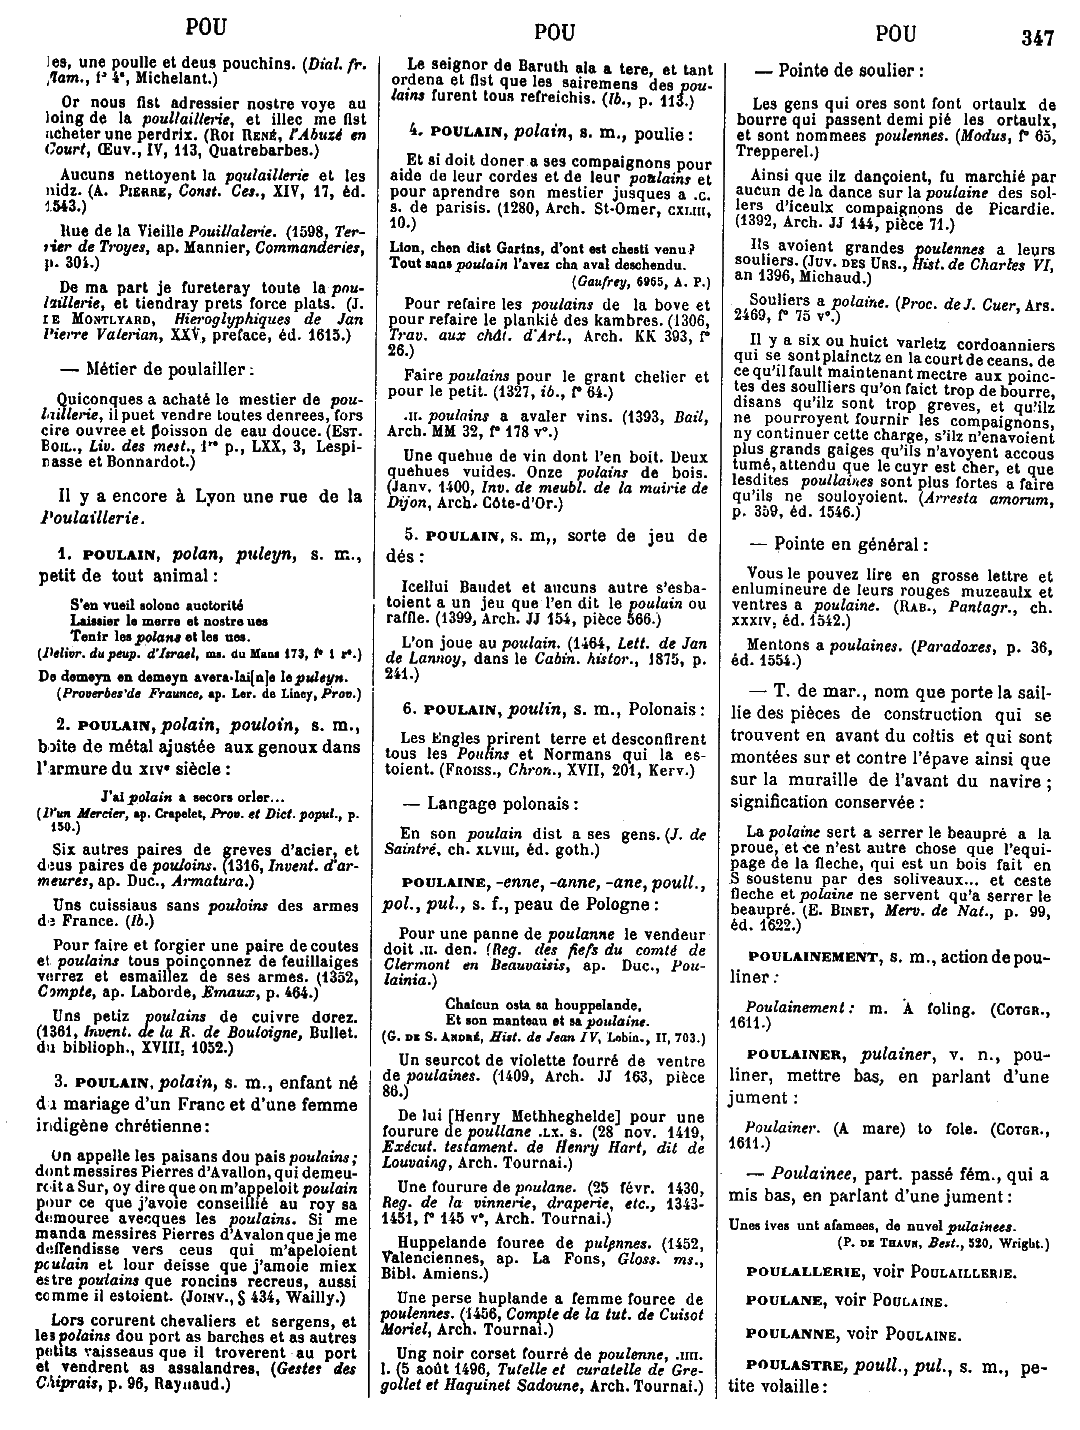 POU
POU
POU
347
les, une poulle et deus pouchins. (Dial. fr.
flam., f° 4°, Michelant.)
Or nous fist adressier nostre voye au
loing de la poullaillerie, et illec me fist
acheter une perdrix. (ROI RENÉ, l'Abuzé en
Court, Œuv., IV, 113, Quatrebarbes.)
Aucuns nettoyent la poulaillerie et les
nidz. (A. PIERRE, Const. Ces., XIV, 17, éd.
1543.)
Rue de la Vieille Pouillalerie. (1598, Ter-
rier de Troyes, ap. Mannier, Commanderies,
p. 304.)
De ma part je fureteray toute la pou-
laillerie, et tiendray prets force plats. (J.
DE MONTLYARD, Hieroglyphiques de Jan
Pierre Valerian, XXV, preface, éd. 1615.)
— Métier de poulailler :
Quiconques a achaté le mestier de pou-
laillerie, il puet vendre toutes denrees, fors
cire ouvree et poisson de eau douce. (EST.
BOIL., Liv. des mest., 1re p., LXX, 3, Lespi-
nasse et Bonnardot.)
Il y a encore à Lyon une rue de la
Poulaillerie.
1. POULAIN, polan, puleyn, s. m.,
petit de tout animal :
S'en vueil solonc auctorité
Laissier le merre et nostre ues
Tenir les polans et les ues.
(Delivr. du peup. d'Israel, ms. du Mans 173, f° 1 r°.)
De demeyn en demeyn avera-lai[n]e le puleyn.
(Proverbes de Fraunce, ap. Ler. de Lincy, Prov.)
2. POULAIN, polain, pouloin, s. m.,
boîte de métal ajustée aux genoux dans
l'armure du XIVe siècle :
J'ai polain a secors orler...
(D'un Mercier, ap. Crapelet, Prov. et Dict. popul., p.
150.)
Six autres paires de greves d'acier, et
deus paires de pouloins. (1316, Invent. d'ar-
meures, ap. Duc., Armatura.)
Uns cuissiaus sans pouloins des armes
de France. (Ib.)
Pour faire et forgier une paire de coutes
et poulains tous poinçonnez de feuillaiges
verrez et esmaillez de ses armes. (1352,
Compte, ap. Laborde, Emaux, p. 464.)
Uns petiz poulains de cuivre dorez.
(1361, Invent. de la R. de Bouloigne, Bullet.
du biblioph., XVIII, 1052.)
3. POULAIN, polain, s. m., enfant né
du mariage d'un Franc et d'une femme
indigène chrétienne :
On appelle les paisans dou pais poulains ;
dont messires Pierres d'Avallon, qui demeu-
roit a Sur, oy dire que on m'appeloit poulain
pour ce que j'avoie conseillié au roy sa
demouree avecques les poulains. Si me
manda messires Pierres d'Avalon que je me
deffendisse vers ceus qui m'apeloient
poulain et lour deisse que j'amoie miex
estre poulains que roncins recreus, aussi
comme il estoient. (JOINV., § 434, Wailly.)
Lors corurent chevaliers et sergens, et
les polains dou port as barches et as autres
petits vaisseaus que il troverent au port
et vendrent as assalandres, (Gestes des
Chiprais, p. 96, Raynaud.)
Le seignor de Baruth ala a tere, et tant
ordena et fist que les sairemens des pou-
lains furent tous refreichis. (Ib., p. 113.)
4. POULAIN, polain, s. m., poulie :
Et si doit doner a ses compaignons pour
aide de leur cordes et de leur poulains et
pour aprendre son mestier jusques a .c.
s. de parisis. (1280, Arch. St-Omer, CXLIII,
10.)
Lion, chen dist Garins, d'ont est chesti venu ?
Tout sans poulain l'avez cha aval deschendu.
(Gaufrey, 6965, A. P.)
Pour refaire les poulains de la bove et
pour refaire le plankié des kambres. (1306,
Trav. aux chât. d'Art., Arch. KK 393, f°
26.)
Faire poulains pour le grant chelier et
pour le petit. (1327, ib., f° 64.)
.II. poulains a avaler vins. (1393, Bail,
Arch. MM 32, f° 178 v°.)
Une quehue de vin dont l'en boit. Deux
quehues vuides. Onze polains de bois.
(Janv. 1400, Inv. de meubl. de la mairie de
Dijon, Arch. Côte-d'Or.)
5. POULAIN, s. m,, sorte de jeu de
dés :
Icellui Baudet et aucuns autre s'esba-
toient a un jeu que l'en dit le poulain ou
raffle. (1399, Arch. JJ 154, pièce 566.)
L'on joue au poulain. (1464, Lett. de Jan
de Lannoy, dans le Cabin. histor., 1875, p.
241.)
6. POULAIN, poulin, s. m., Polonais :
Les Engles prirent terre et desconfirent
tous les Poulins et Normans qui la es-
toient. (FROISS., Chron., XVII, 201, Kerv.)
— Langage polonais :
En son poulain dist a ses gens. (J. de
Saintré, ch. XLVIII, éd. goth.)
POULAINE, -enne, -anne, -ane, poull.,
pol., pul., s. f., peau de Pologne :
Pour une panne de poulanne le vendeur
doit .II. den. (Reg. des fiefs du comté de
Clermont en Beauvaisis, ap. Duc., Pou-
lainia.)
Chalcun osta sa houppelande,
Et son manteau et sa poulaine.
(G. DE S. ANDRÉ, Hist. de Jean IV, Lobin., II, 703.)
Un seurcot de violette fourré de ventre
de poulaines. (1409, Arch. JJ 163, pièce
86.)
De lui [Henry Methheghelde] pour une
fourure de poullane .LX. s. (28 nov. 1419,
Exécut. testament. de Henry Hart, dit de
Louvaing, Arch. Tournai.)
Une fourure de poulane. (25 févr. 1430,
Reg. de la vinnerie, draperie, etc., 1343-
1451, f° 145 v°, Arch. Tournai.)
Huppelande fouree de pulennes. (1452,
Valenciennes, ap. La Fons, Gloss. ms.,
Bibl. Amiens.)
Une perse huplande a femme fouree de
poulennes. (1456, Compte de la tut. de Cuisot
Moriel, Arch. Tournai.)
Ung noir corset fourré de poulenne, .IIII.
l. (5 août 1496, Tutelle et curatelle de Gre-
gollet et Haquinet Sadoune, Arch. Tournai.)
— Pointe de soulier :
Les gens qui ores sont font ortaulx de
bourre qui passent demi pié les ortaulx,
et sont nommees poulennes. (Modus, f° 65,
Trepperel.)
Ainsi que ilz dançoient, fu marchié par
aucun de la dance sur la poulaine des sol-
lers d'iceulx compaignons de Picardie.
(1392, Arch. JJ 144, pièce 71.)
Ils avoient grandes poulennes a leurs
souliers. (JUV. DES URS., Hist. de Charles VI,
an 1396, Michaud.)
Souliers a polaine. (Proc. de J. Cuer, Ars.
2469, f° 75 v°.)
Il y a six ou huict varletz cordoanniers
qui se sont plainctz en la court de ceans, de
ce qu'il fault maintenant mectre aux poinc-
tes des soulliers qu'on faict trop de bourre,
disans qu'ilz sont trop greves, et qu'ilz
ne pourroyent fournir les compaignons,
ny continuer cette charge, s'ilz n'enavoient
plus grands gaiges qu'ils n'avoyent accous
tumé, attendu que le cuyr est cher, et que
lesdites poullaines sont plus fortes a faire
qu'ils ne souloyoient. (Arresta amorum,
p. 359, éd. 1546.)
— Pointe en général :
Vous le pouvez lire en grosse lettre et
enlumineure de leurs rouges muzeaulx et
ventres a poulaine. (RAB., Pantagr., ch.
XXXIV, éd. 1542.)
Mentons a poulaines. (Paradoxes, p. 36,
éd. 1554.)
— T. de mar., nom que porte la sail-
lie des pièces de construction qui se
trouvent en avant du coltis et qui sont
montées sur et contre l'épave ainsi que
sur la muraille de l'avant du navire ;
signification conservée :
La polaine sert a serrer le beaupré a la
proue, et ce n'est autre chose que l'equi-
page de la fleche, qui est un bois fait en
S soustenu par des soliveaux... et ceste
fleche et polaine ne servent qu'a serrer le
beaupré. (E. BINET, Merv. de Nat., p. 99,
éd. 1622.)
POULAINEMENT, s. m., action de pou-
liner :
Poulainement : m. A foling. (COTGR.,
1611.)
POULAINER, pulainer, v. n., pou-
liner, mettre bas, en parlant d'une
jument :
Poulainer. (A mare) to fole. (COTGR.,
1611.)
— Poulainee, part. passé fém., qui a
mis bas, en parlant d'une jument :
Unes ives unt afamees, de nuvel pulainees.
(P. DE THAUN, Best., 520, Wright.)
POULALLERIE, voir POULAILLERIE.
POULANE, voir POULAINE.
POULANNE, voir POULAINE.
POULASTRE, poull., pul., s. m., pe-
tite volaille :